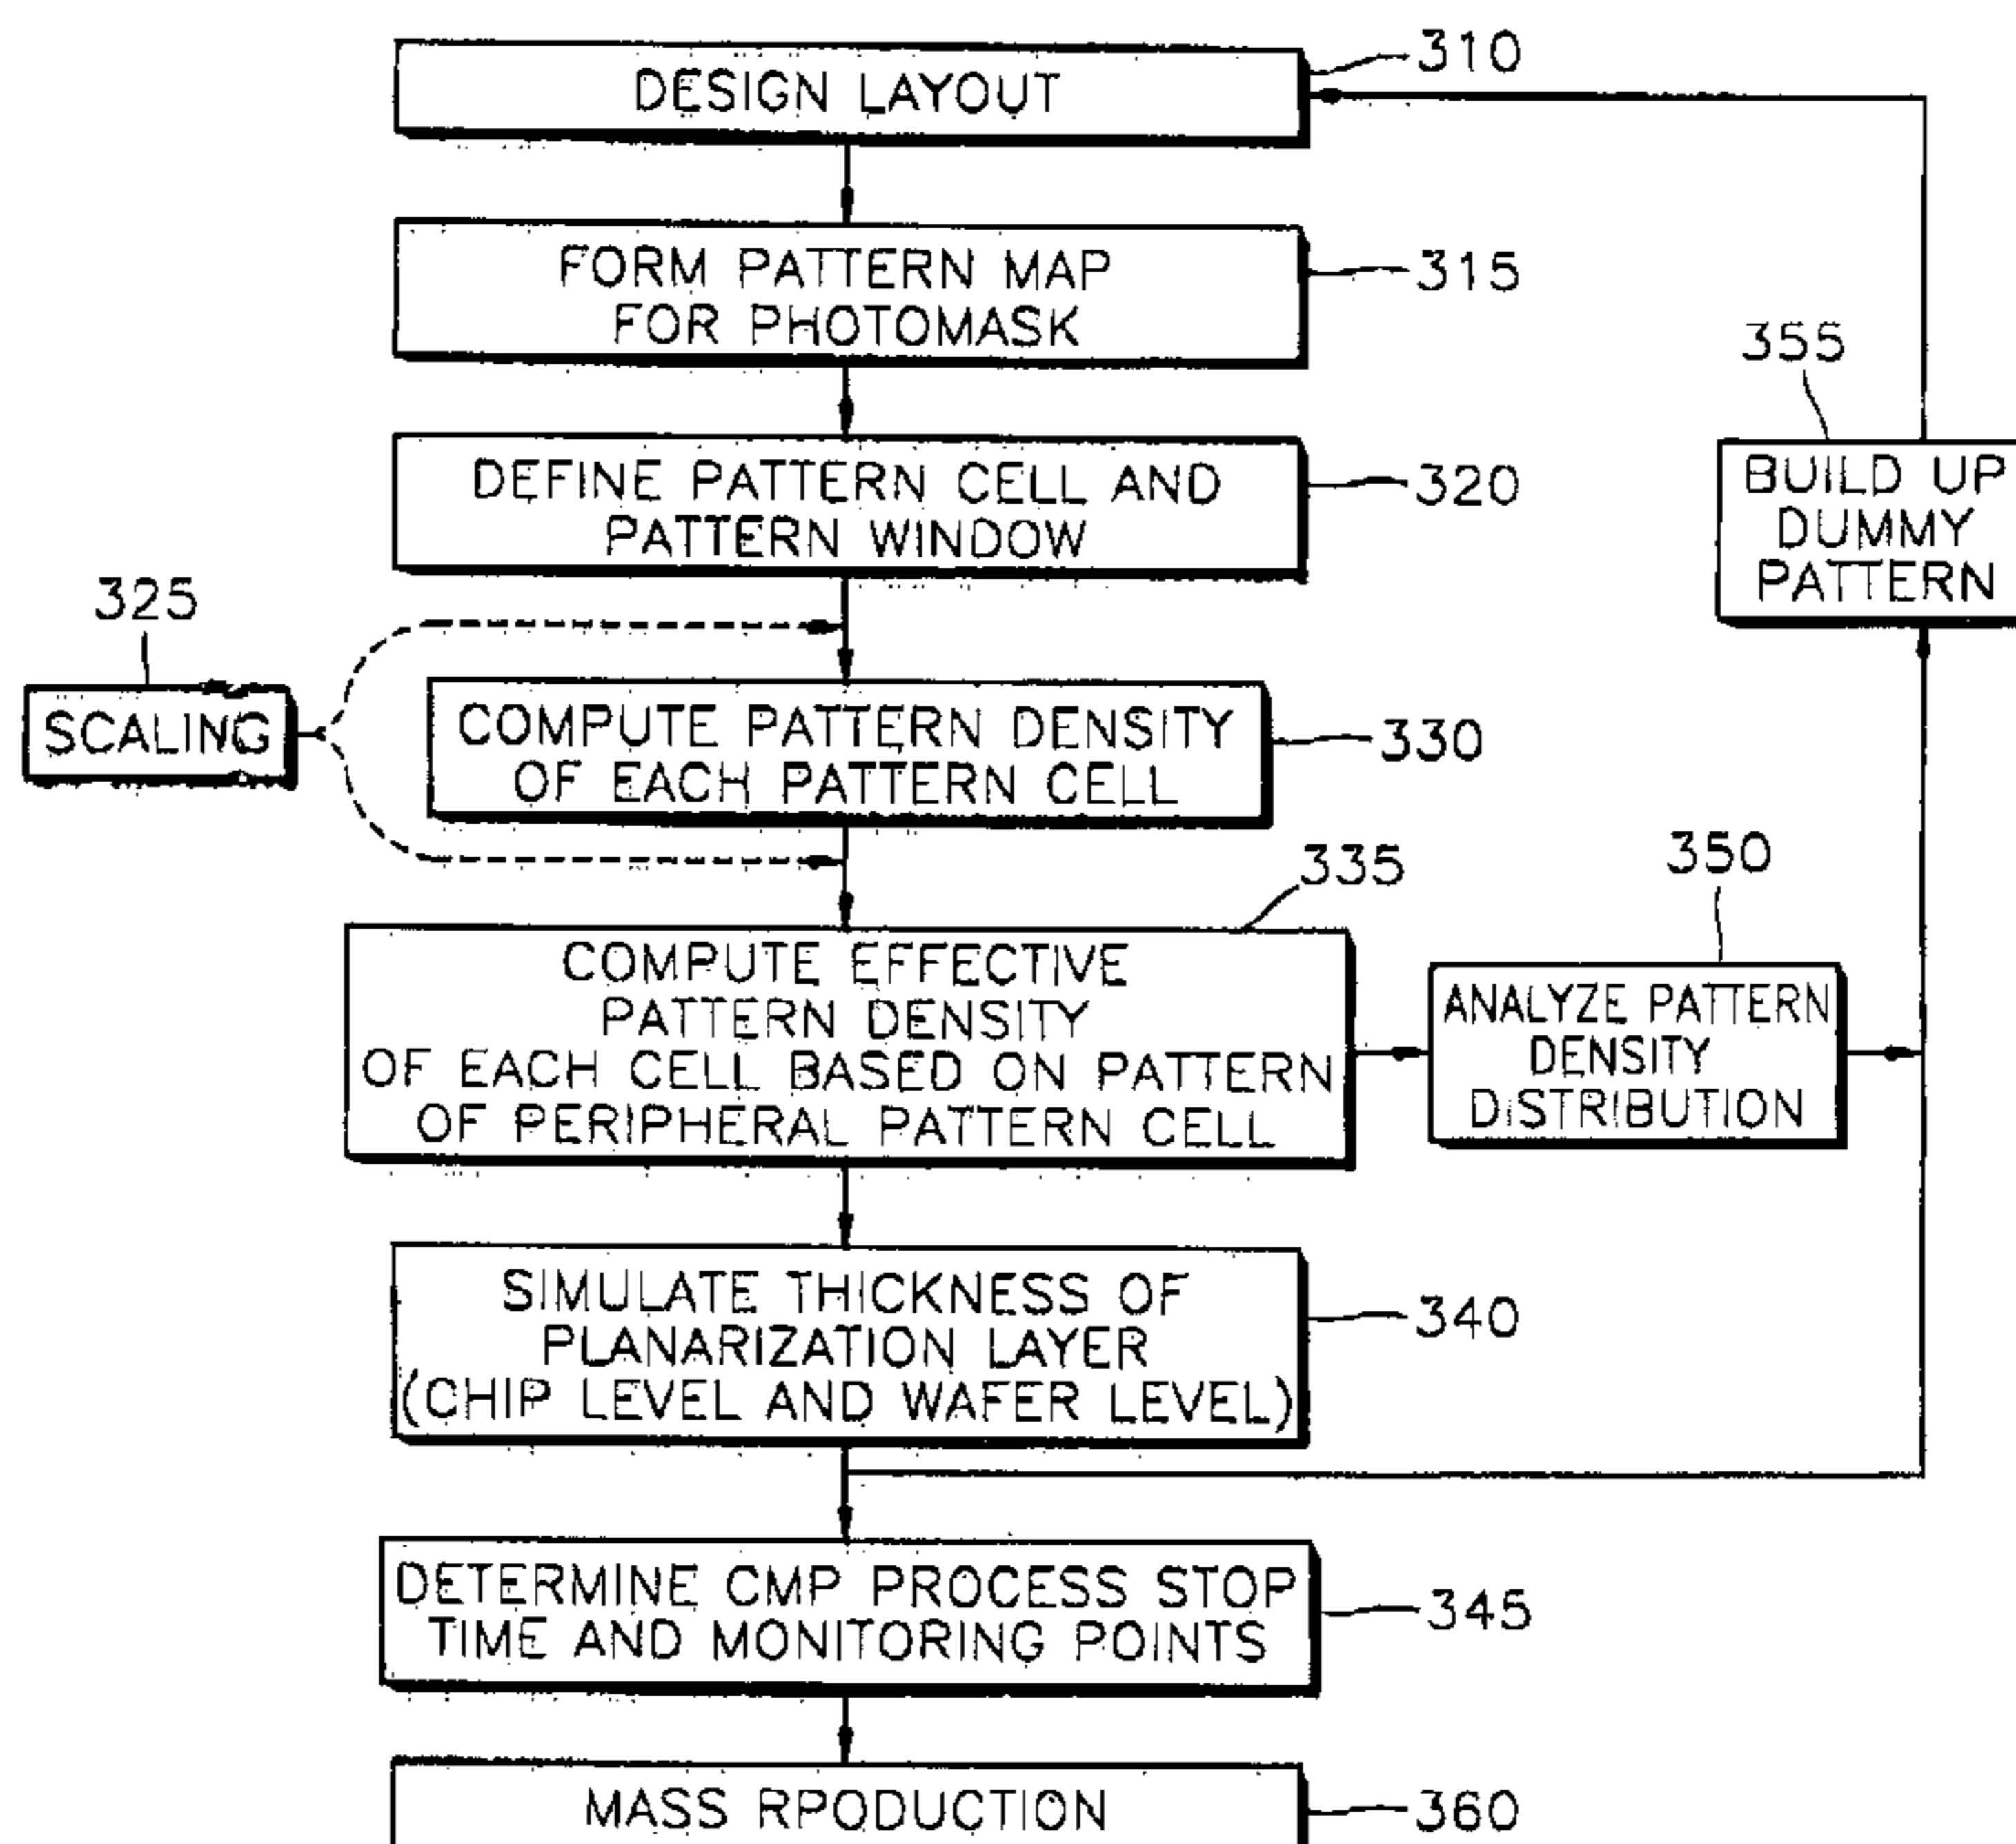 DESIGN LAYOUT
310
FORM PATTERN MAP
FOR PHOTOMASK
315
DEFINE PATTERN CELL AND
PATTERN WINDOW
320
355
BUILD UP
DUMMY
PATTERN
325
SCALING
COMPUTE PATTERN DENSITY
OF EACH PATTERN CELL
330
335
COMPUTE EFFECTIVE
PATTERN DENSITY
OF EACH CELL BASED ON PATTERN
OF PERIPHERAL PATTERN CELL
350
ANALYZE PATTERN
DENSITY
DISTRIBUTION
SIMULATE THICKNESS OF
PLANARIZATION LAYER
(CHIP LEVEL AND WAFER LEVEL)
340
DETERMINE CMP PROCESS STOP
TIME AND MONITORING POINTS
345
MASS RPODUCTION
360